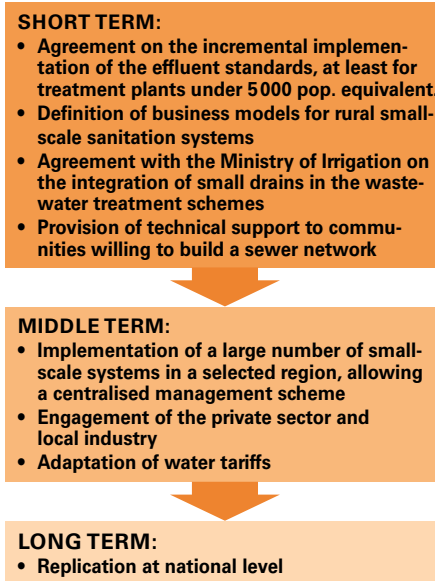 SHORT TERM:
• Agreement on the incremental implemen-
tation of the effluent standards, at least for
treatment plants under 5 000 pop. equivalent.
• Definition of business models for rural small-
scale sanitation systems
• Agreement with the Ministry of Irrigation on
the integration of small drains in the waste-
water treatment schemes
• Provision of technical support to commu-
nities willing to build a sewer network
MIDDLE TERM:
• Implementation of a large number of small-
scale systems in a selected region, allowing
a centralised management scheme
• Engagement of the private sector and
local industry
• Adaptation of water tariffs
LONG TERM:
• Replication at national level